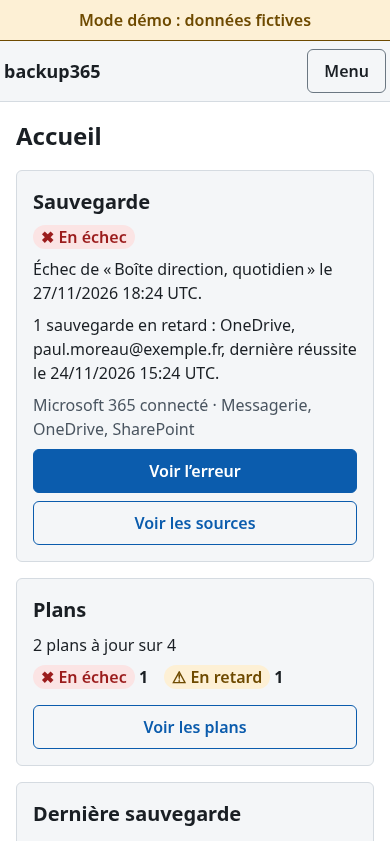 Mode démo : données fictives
backup365
Menu
Accueil
Sauvegarde
✖ En échec
Échec de « Boîte direction, quotidien » le
27/11/2026 18:24 UTC.
1 sauvegarde en retard : OneDrive,
paul.moreau@exemple.fr, dernière réussite
le 24/11/2026 15:24 UTC.
Microsoft 365 connecté · Messagerie,
OneDrive, SharePoint
Voir l’erreur
Voir les sources
Plans
2 plans à jour sur 4
✖ En échec 1 ⚠ En retard 1
Voir les plans
Dernière sauvegarde